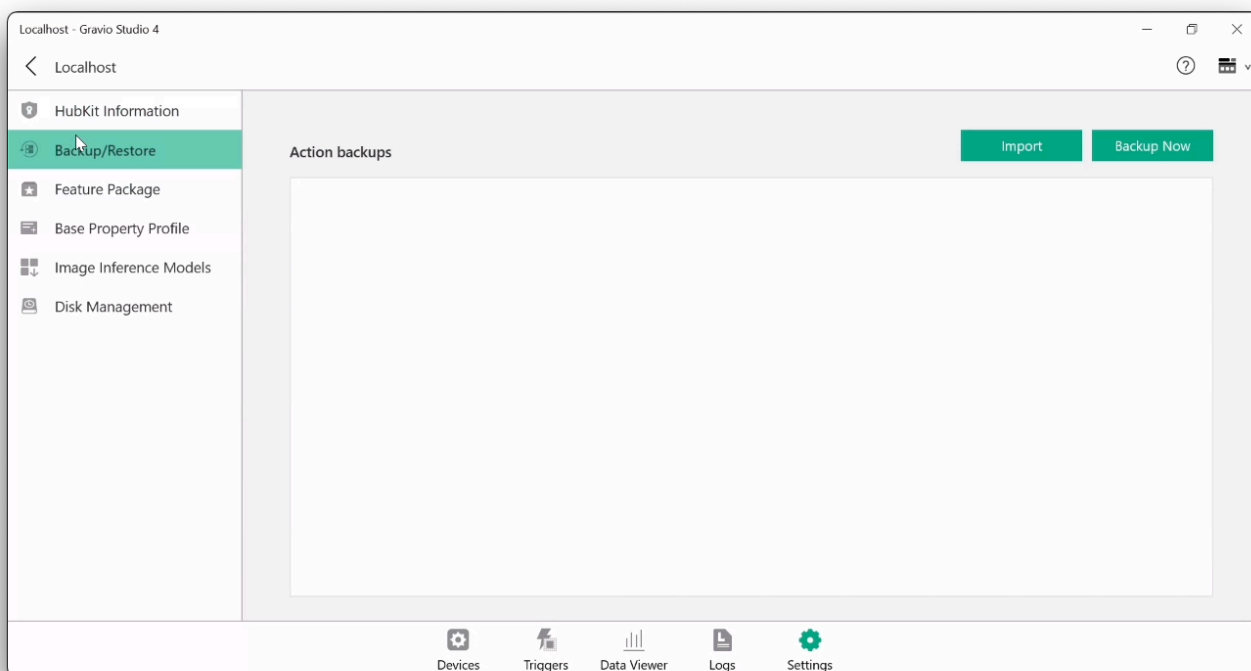 Localhost - Gravio Studio 4
Localhost
HubKit Information
Backup/Restore
Feature Package
Base Property Profile
Image Inference Models
Disk Management
Action backups
Import
Backup Now
Devices
Triggers
Data Viewer
Logs
Settings